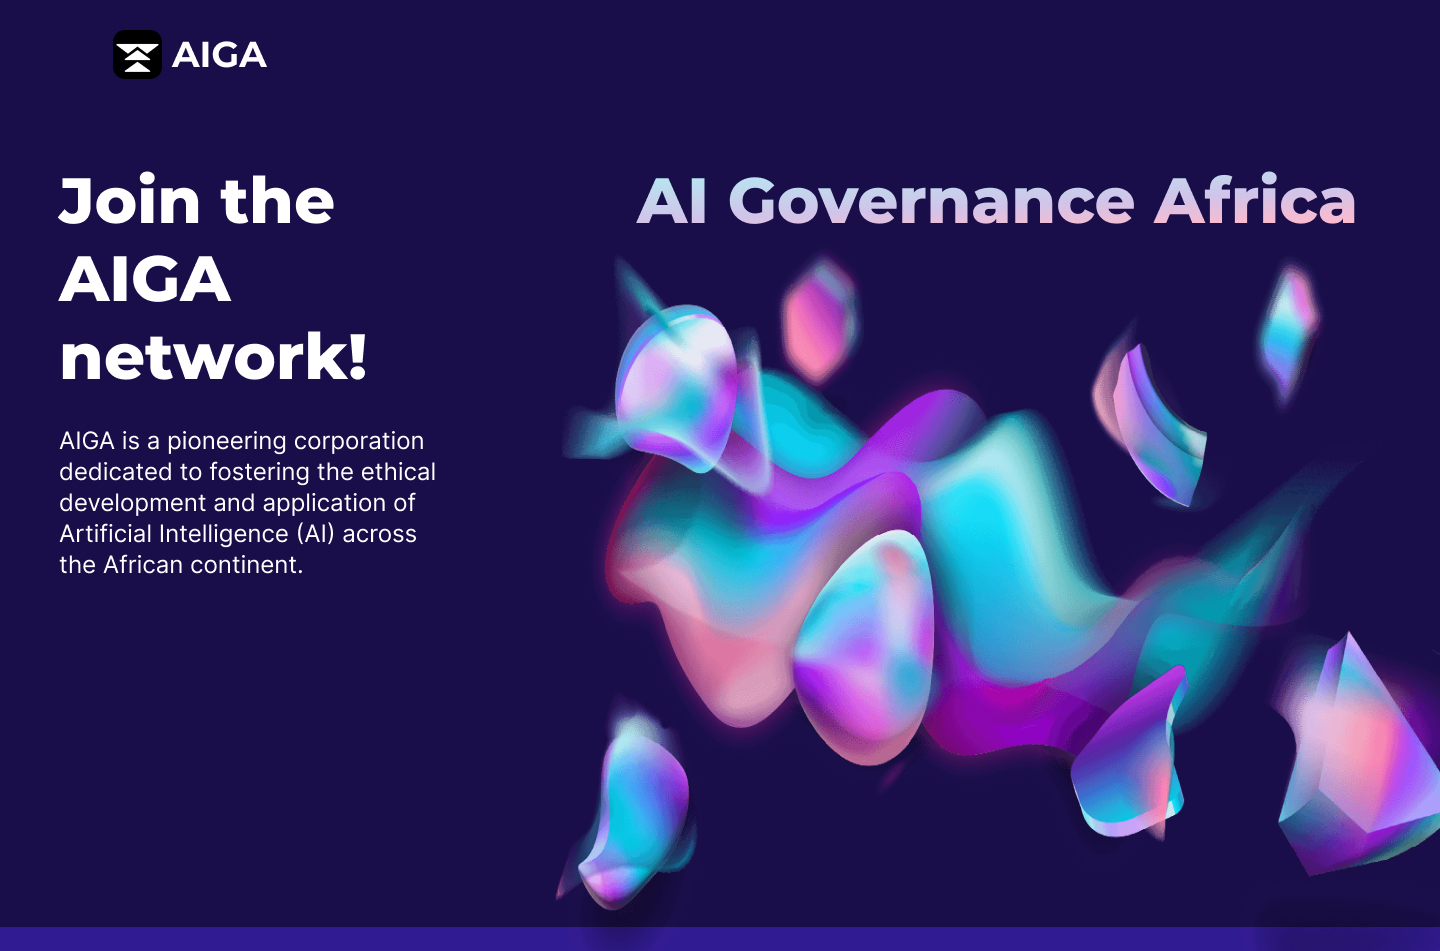 AIGA
Join the
AIGA
network!
AI Governance Africa
AIGA is a pioneering corporation
dedicated to fostering the ethical
development and application of
Artificial Intelligence (AI) across
the African continent.